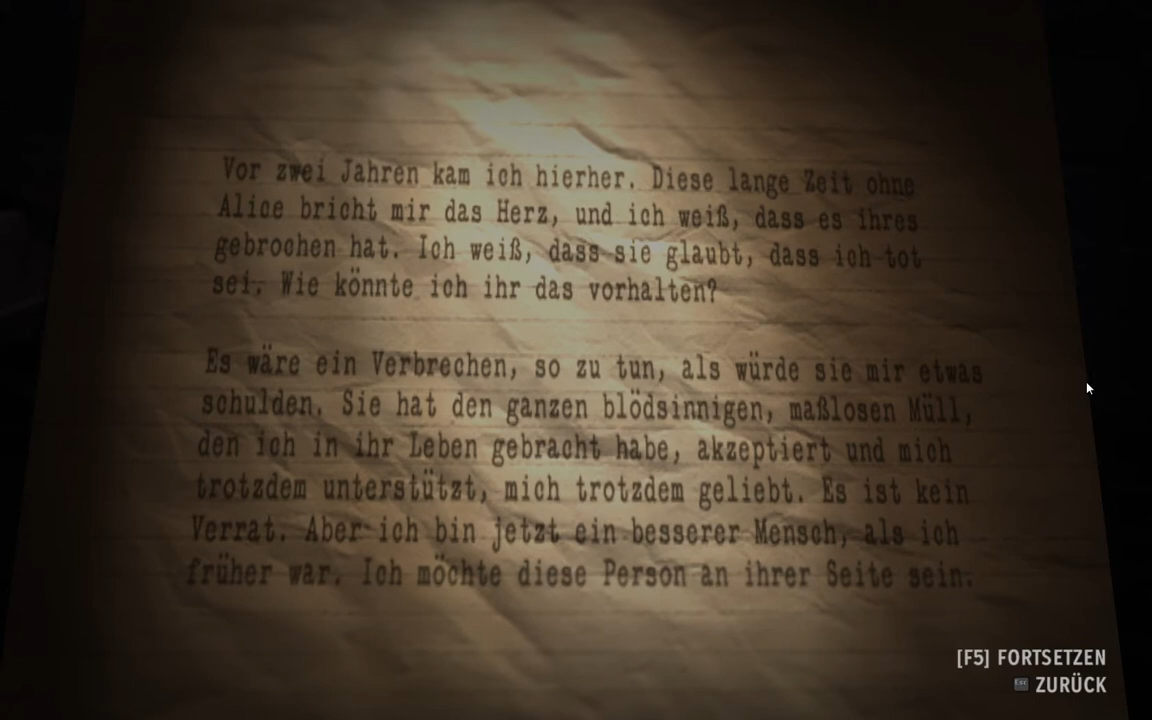 Vor zwei Jahren kam ich hierher. Diese lange Zeit ohne
Alice bricht mir das Herz, und ich weiß, dass es ihres
gebrochen hat. Ich weiß, dass sie glaubt, dass ich tot
sei. Wie könnte ich ihr das vorhalten?
Es wäre ein Verbrechen, so zu tun, als würde sie mir etwas
schulden. Sie hat den ganzen blödsinnigen, maßlosen Müll,
den ich in ihr Leben gebracht habe, akzeptiert und mich
trotzdem unterstützt, mich trotzdem geliebt. Es ist kein
Verrat. Aber ich bin jetzt ein besserer Mensch, als ich
früher war. Ich möchte diese Person an ihrer Seite sein.
[F5] FORTSETZEN
Esc ZURÜCK